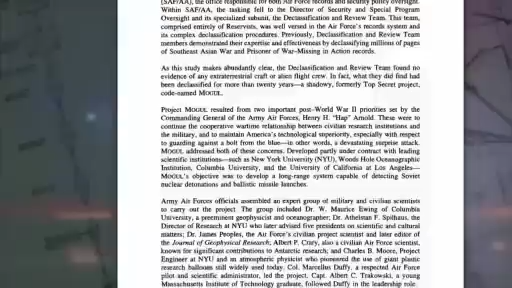 (SAF/AA), the office responsible for both Air Force records and security policy oversight.
Within SAF/AA, the tasking fell to the Director of Security and Special Program
Oversight and its specialized subunit, the Declassification and Review Team. This team,
comprised entirely of Reservists, was well versed in the Air Force's records system and
its complex declassification procedures. Previously, Declassification and Review Team
members demonstrated their expertise and effectiveness by declassifying millions of pages
of Southeast Asian War and Prisoner of War–Missing in Action records.
As this study makes abundantly clear, the Declassification and Review Team found no
evidence of any extraterrestrial craft or alien flight crew. In fact, what they did find had
been declassified for more than twenty years—a shadowy, formerly Top Secret project,
code-named MOGUL.
Project MOGUL resulted from two important post–World War II priorities set by the
Commanding General of the Army Air Forces, Henry H. "Hap" Arnold. These were to
continue the cooperative wartime relationship between civilian research institutions and
the military, and to maintain America's technological superiority, especially with respect
to guarding against a bolt from the blue—in other words, a devastating surprise attack.
MOGUL addressed both of these concerns. Developed partly under contract with leading
scientific institutions—such as New York University (NYU), Woods Hole Oceanographic
Institution, Columbia University, and the University of California at Los Angeles—
MOGUL's objective was to develop a long-range system capable of detecting Soviet
nuclear detonations and ballistic missile launches.
Army Air Forces officials assembled an expert group of military and civilian scientists
to carry out the project. The group included Dr. W. Maurice Ewing of Columbia
University, a preeminent geophysicist and oceanographer; Dr. Athelstan F. Spilhaus, the
Director of Research at NYU who later advised five presidents on scientific and cultural
matters; Dr. James Peoples, the Air Force's civilian project scientist and later editor of
the Journal of Geophysical Research; Albert P. Crary, also a civilian Air Force scientist,
known for his significant contributions to Antarctic research; and Charles B. Moore, Project
Engineer at NYU and an atmospheric physicist who pioneered the use of giant plastic
research balloons still widely used today. Col. Marcellus Duffy, a respected Air Force
pilot and scientific administrator, led the project. Capt. Albert C. Trakowski, a young
Massachusetts Institute of Technology graduate, followed Duffy in the leadership role.